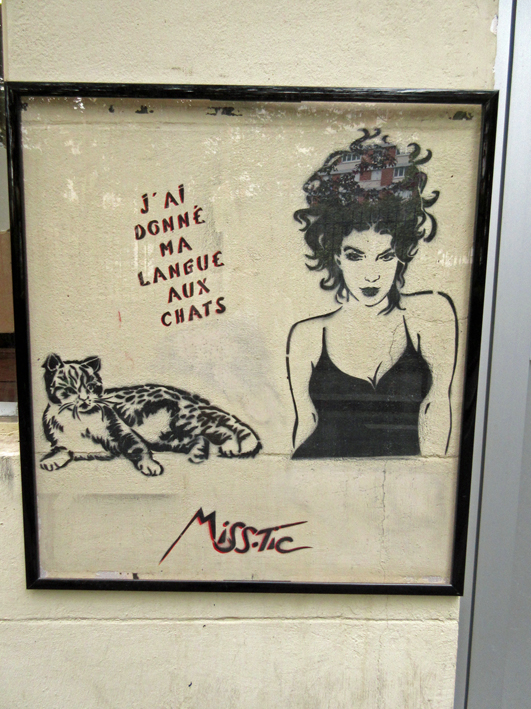 J'AI
DONNÉ
MA
LANGUE
AUX
CHATS
MISS.TIC